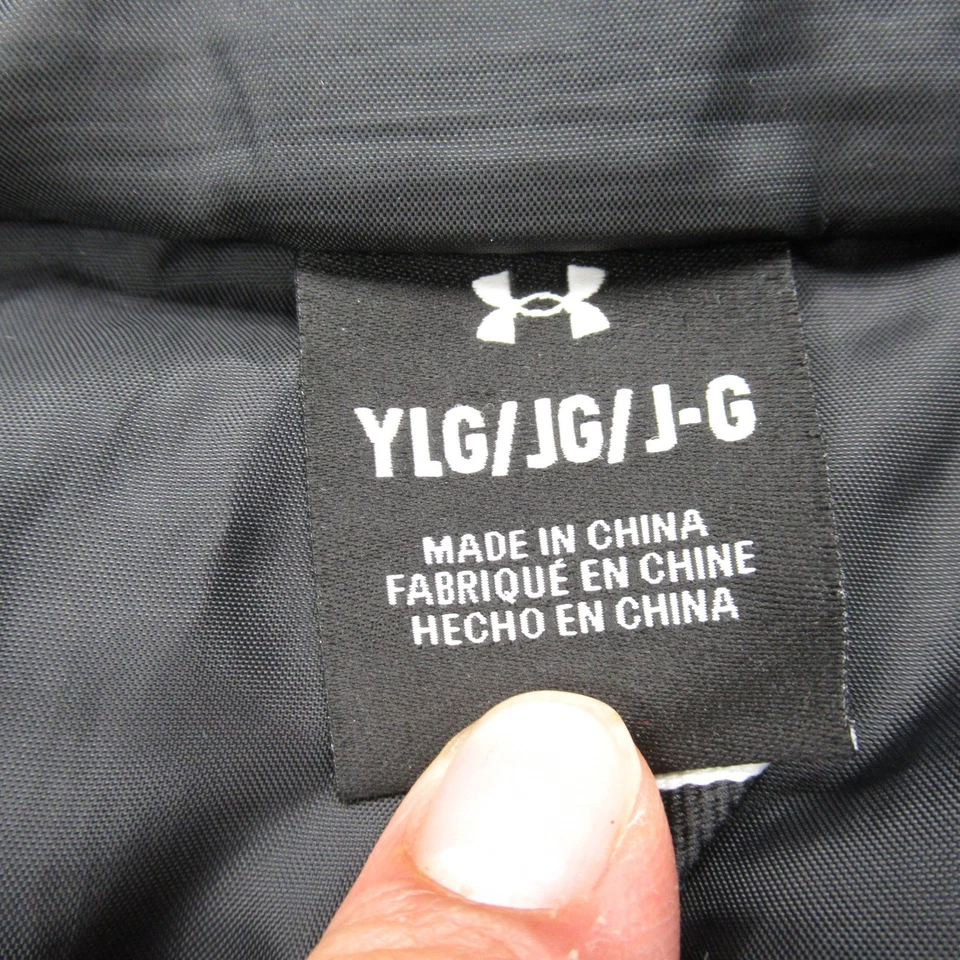 YLG/JG/J-G
MADE IN CHINA
FABRIQUÉ EN CHINE
HECHO EN CHINA